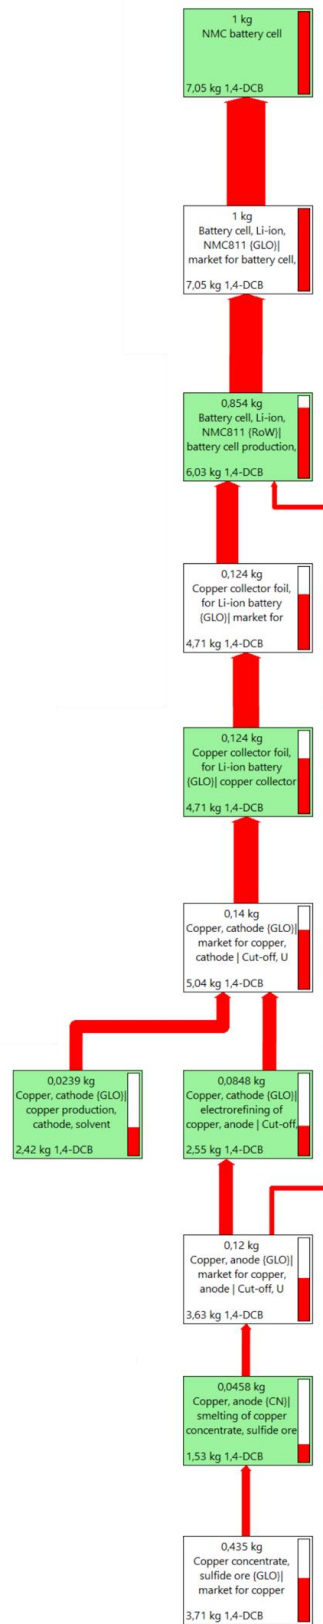 1 kg
NMC battery cell
7,05 kg 1,4-DCB
1 kg
Battery cell, Li-ion,
NMC811 {GLO}|
market for battery cell,
7,05 kg 1,4-DCB
0,854 kg
Battery cell, Li-ion,
NMC811 {RoW}|
battery cell production,
6,03 kg 1,4-DCB
0,124 kg
Copper collector foil,
for Li-ion battery
{GLO}| market for
4,71 kg 1,4-DCB
0,124 kg
Copper collector foil,
for Li-ion battery
{GLO}| copper collector
4,71 kg 1,4-DCB
0,14 kg
Copper, cathode {GLO}|
market for copper,
cathode | Cut-off, U
5,04 kg 1,4-DCB
0,0239 kg
Copper, cathode {GLO}|
copper production,
cathode, solvent
2,42 kg 1,4-DCB
0,0848 kg
Copper, cathode {GLO}|
electrorefining of
copper, anode | Cut-off,
2,55 kg 1,4-DCB
0,12 kg
Copper, anode {GLO}|
market for copper,
anode | Cut-off, U
3,63 kg 1,4-DCB
0,0458 kg
Copper, anode {CN}|
smelting of copper
concentrate, sulfide ore
1,53 kg 1,4-DCB
0,435 kg
Copper concentrate,
sulfide ore {GLO}|
market for copper
3,71 kg 1,4-DCB